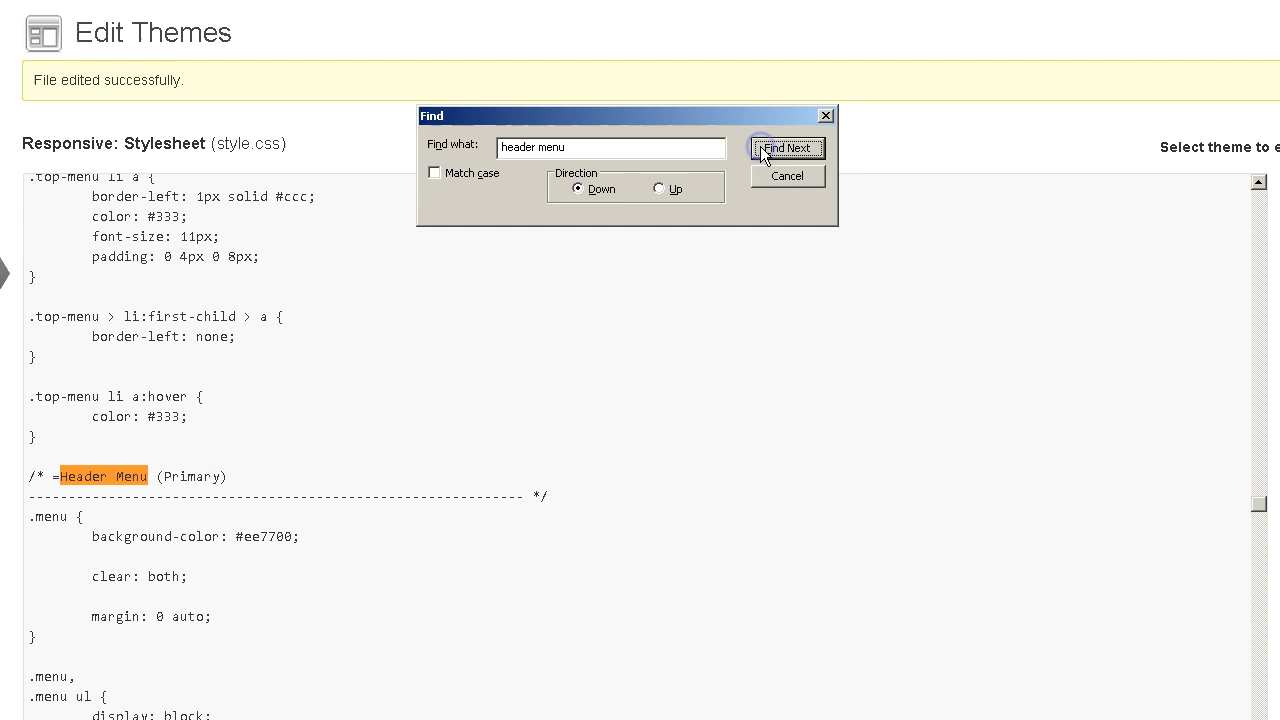 Edit Themes
File edited successfully.
Find
Find what: header menu
Find Next
Match case
Direction
Down Up
Cancel
Responsive: Stylesheet (style.css)
Select theme to e
.top-menu li a {
border-left: 1px solid #ccc;
color: #333;
font-size: 11px;
padding: 0 4px 0 8px;
}
.top-menu > li:first-child > a {
border-left: none;
}
.top-menu li a:hover {
color: #333;
}
/* =Header Menu (Primary)
-------------------------------------------------------------- */
.menu {
background-color: #ee7700;
clear: both;
margin: 0 auto;
}
.menu,
.menu ul {
display: block;